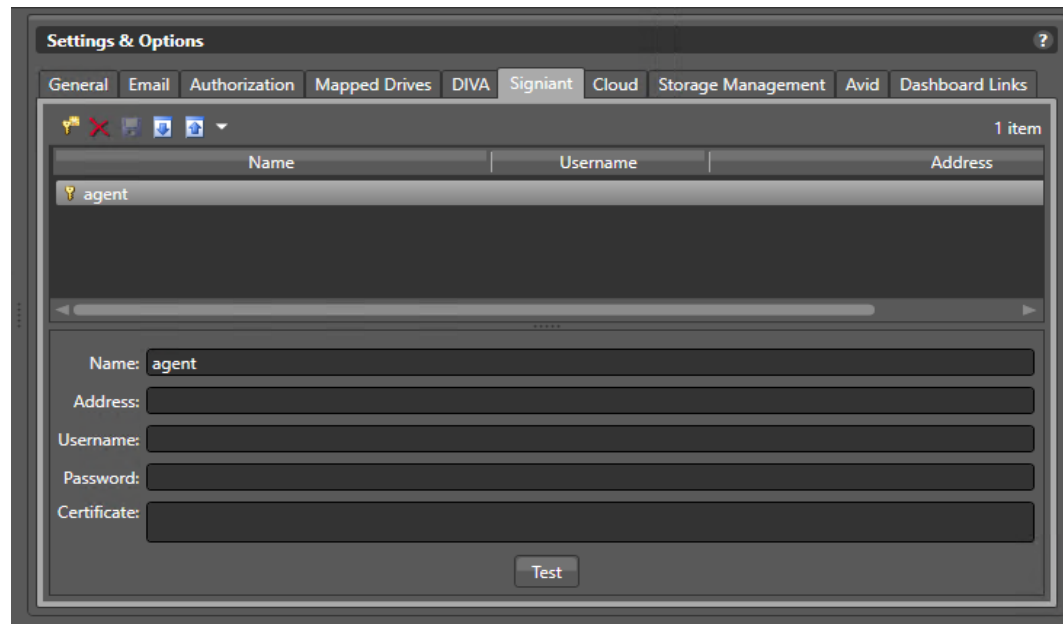 Settings & Options ?
General Email Authorization Mapped Drives DIVA Signiant Cloud Storage Management Avid Dashboard Links
1 item
Name Username Address
agent
Name: agent
Address:
Username:
Password:
Certificate:
Test